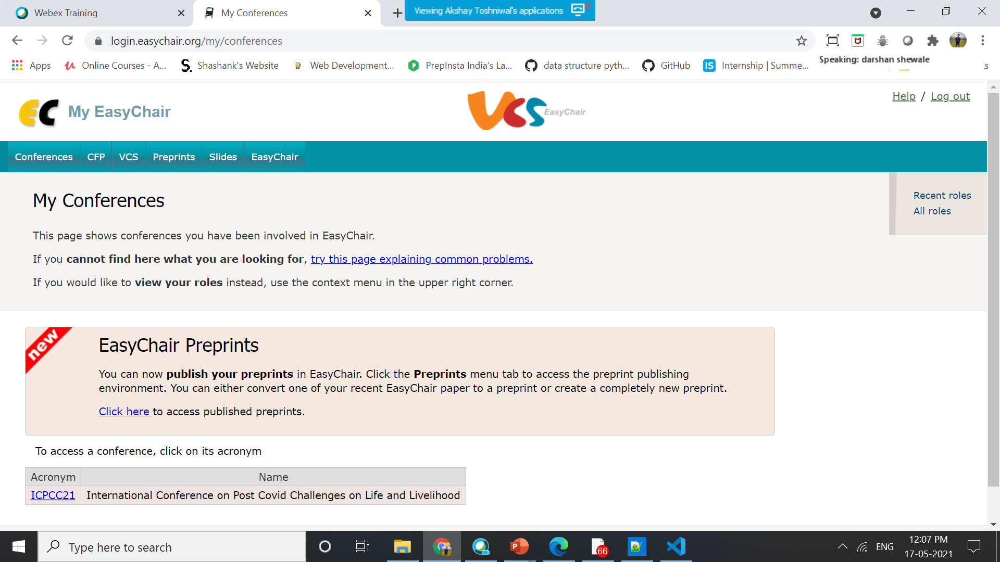 Webex Training
My Conferences
Viewing Akshay Toshniwal's applications
login.easychair.org/my/conferences
Speaking: darshan shewale
Apps
Online Courses - A...
Shashank's Website
Web Development...
PrepInsta India's La...
data structure pyth...
GitHub
IS
Internship | Summe...
EC My EasyChair
VCS EasyChair
Help / Log out
Conferences CFP VCS Preprints Slides EasyChair
My Conferences
Recent roles
All roles
This page shows conferences you have been involved in EasyChair.
If you cannot find here what you are looking for, try this page explaining common problems.
If you would like to view your roles instead, use the context menu in the upper right corner.
new
EasyChair Preprints
You can now publish your preprints in EasyChair. Click the Preprints menu tab to access the preprint publishing
environment. You can either convert one of your recent EasyChair paper to a preprint or create a completely new preprint.
Click here to access published preprints.
To access a conference, click on its acronym
Acronym Name
ICPCC21 International Conference on Post Covid Challenges on Life and Livelihood
Type here to search
66
ENG
12:07 PM
17-05-2021